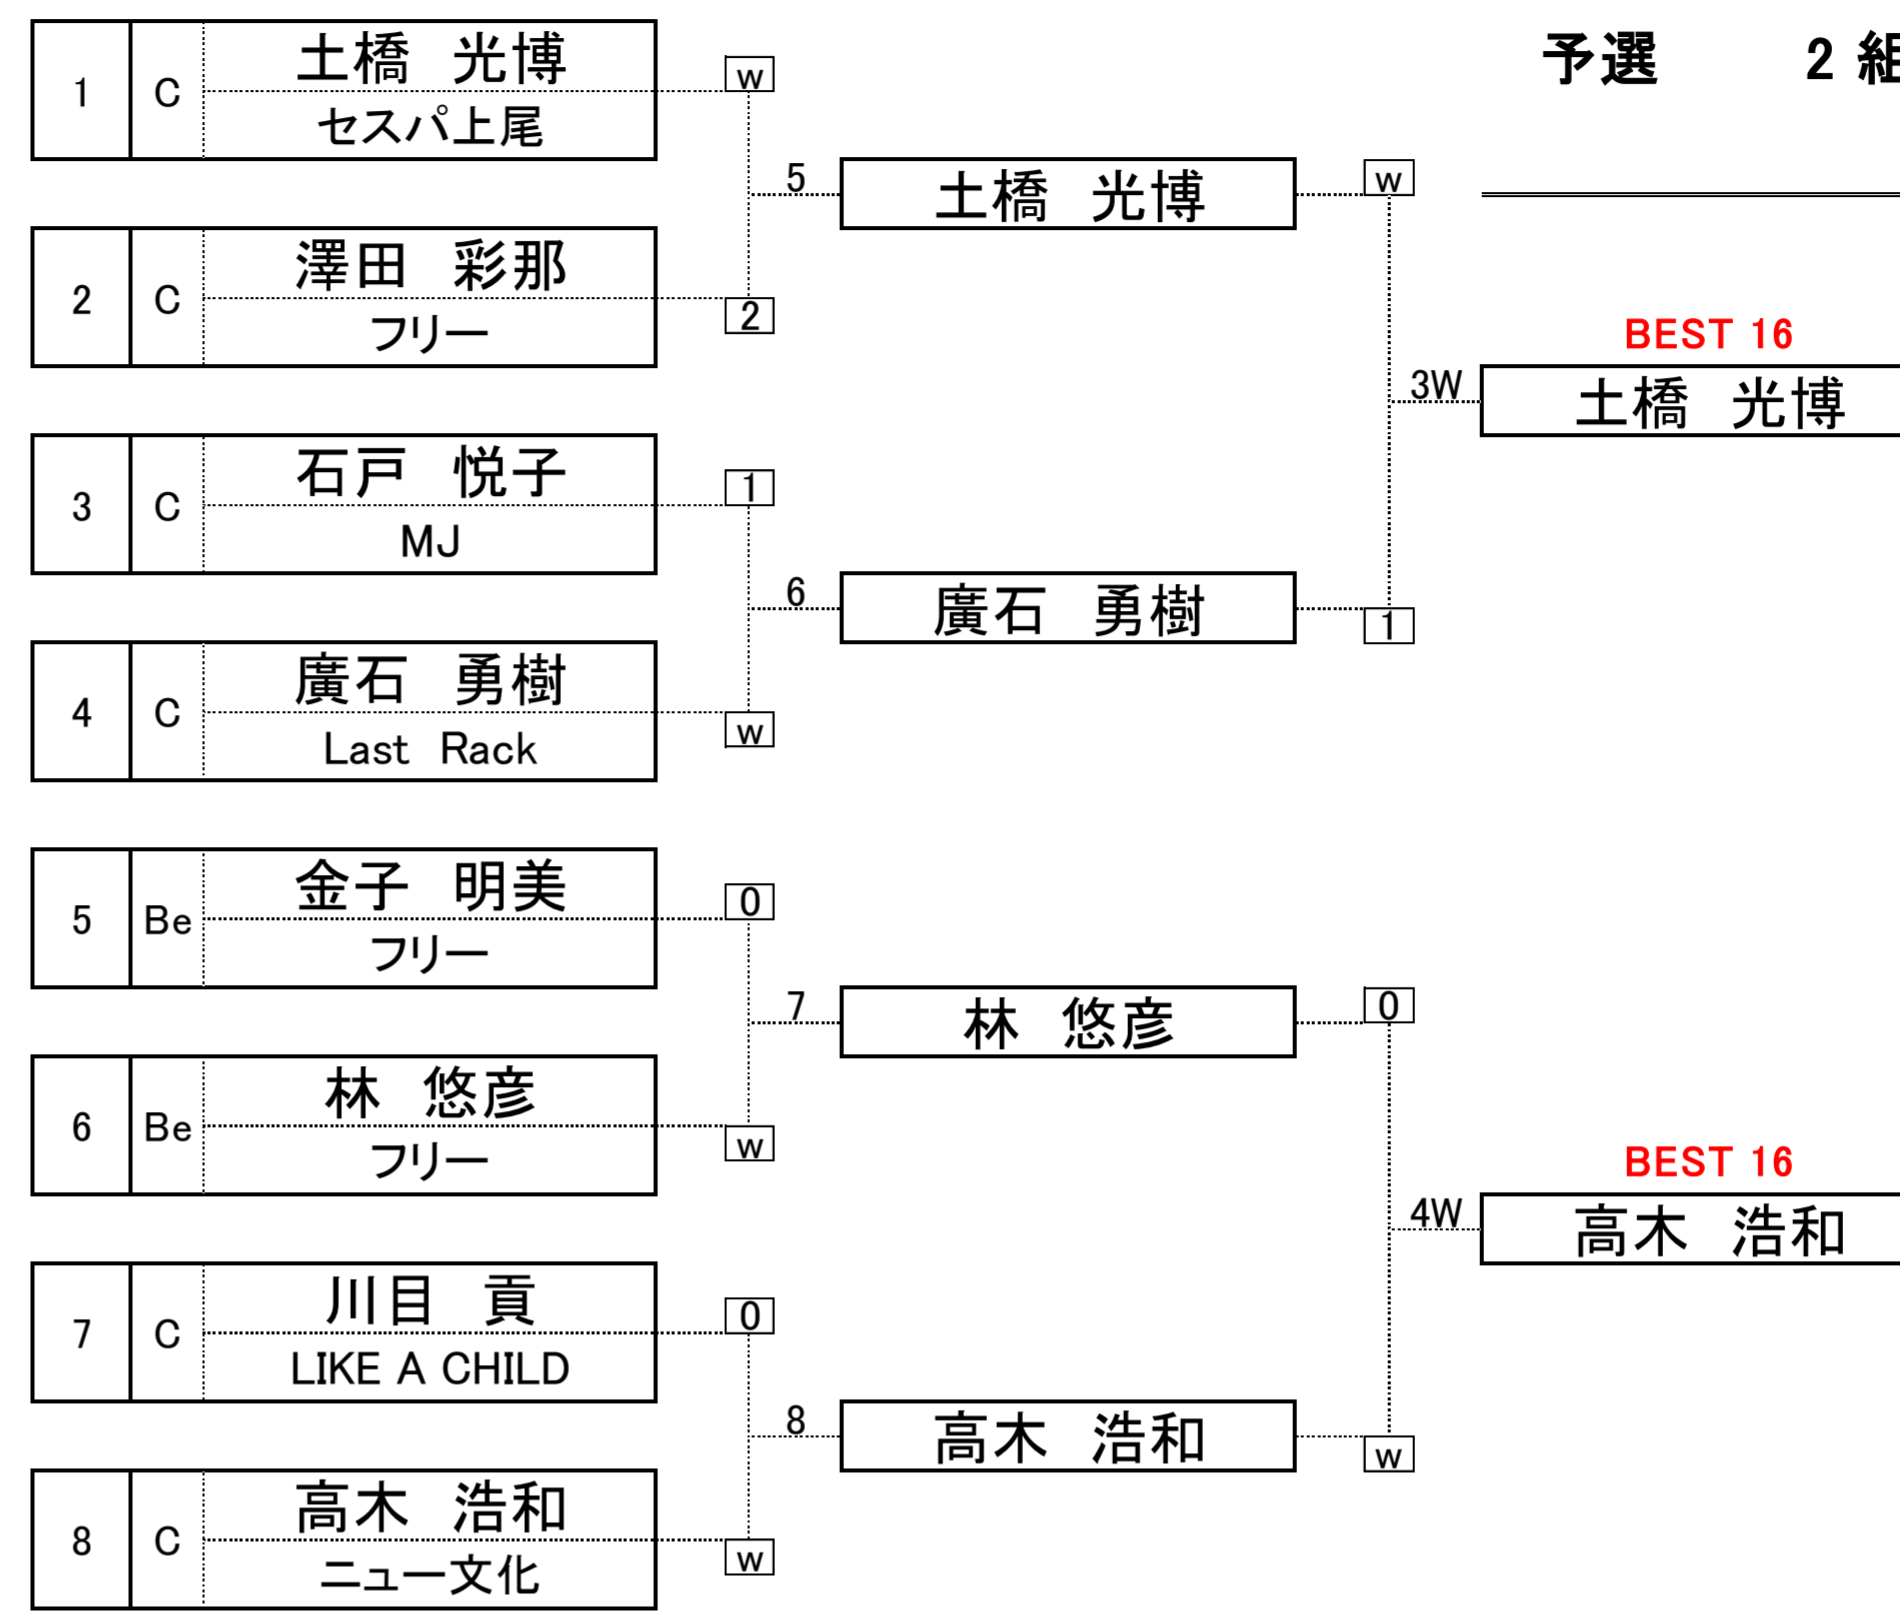 予選 2 組
1 C 土橋 光博 w
セスパ上尾
5 土橋 光博 w
2 C 澤田 彩那 2
フリー
BEST 16
3W 土橋 光博
3 C 石戸 悦子 1
MJ
6 廣石 勇樹 1
4 C 廣石 勇樹 w
Last Rack
5 Be 金子 明美 0
フリー
7 林 悠彦 0
6 Be 林 悠彦 w
フリー
BEST 16
4W 高木 浩和
7 C 川目 貢 0
LIKE A CHILD
8 高木 浩和 w
8 C 高木 浩和 w
ニュー文化